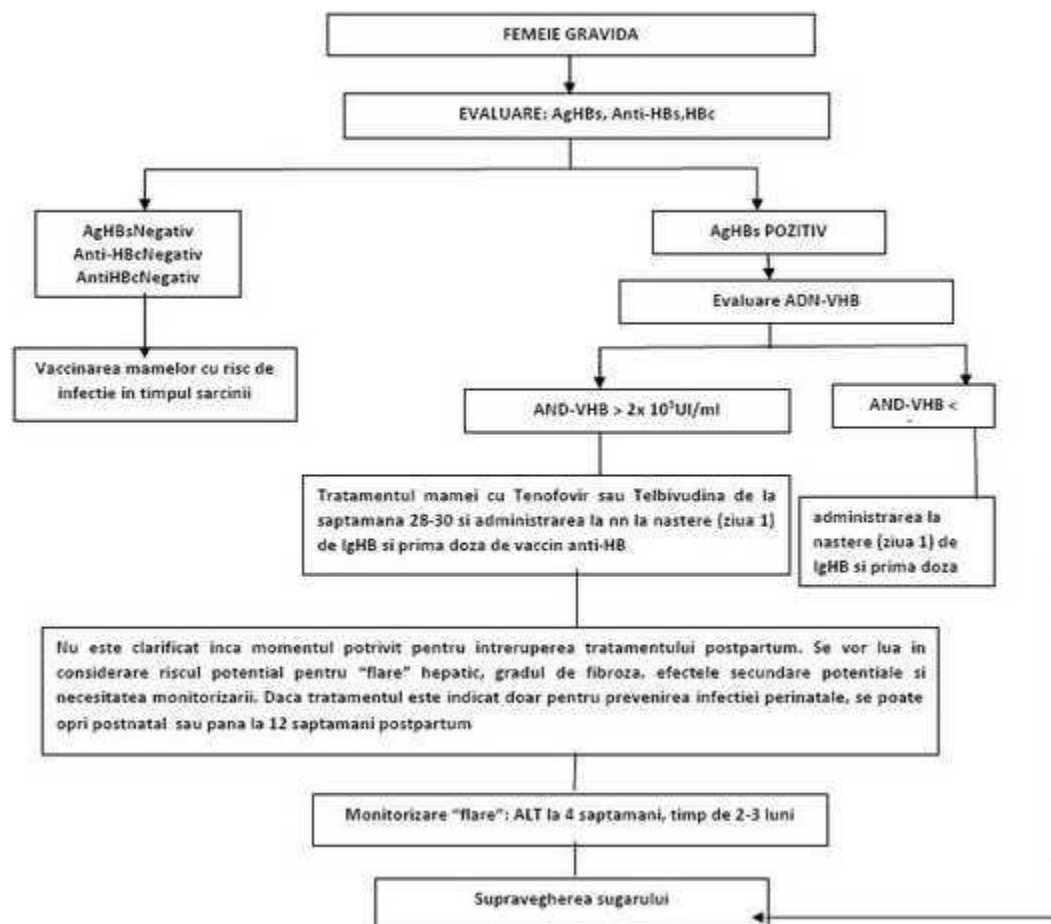 FEMEIE GRAVIDA
EVALUARE: AgHBs, Anti-HBs,HBc
AgHBsNegativ
Anti-HBcNegativ
AntiHBcNegativ
AgHBs POZITIV
Evaluare ADN-VHB
Vaccinarea mamelor cu risc de
infectie in timpul sarcinii
AND-VHB > 2x 10⁵UI/ml
AND-VHB <
Tratamentul mamei cu Tenofovir sau Telbivudina de la
saptamana 28-30 si administrarea la nn la nastere (ziua 1)
de IgHB si prima doza de vaccin anti-HB
administrarea la
nastere (ziua 1) de
IgHB si prima doza
Nu este clarificat inca momentul potrivit pentru intreruperea tratamentului postpartum. Se vor lua in
considerare riscul potential pentru "flare" hepatic, gradul de fibroza, efectele secundare potentiale si
necesitatea monitorizarii. Daca tratamentul este indicat doar pentru prevenirea infectiei perinatale, se poate
opri postnatal sau pana la 12 saptamani postpartum
Monitorizare "flare": ALT la 4 saptamani, timp de 2-3 luni
Supravegherea sugarului